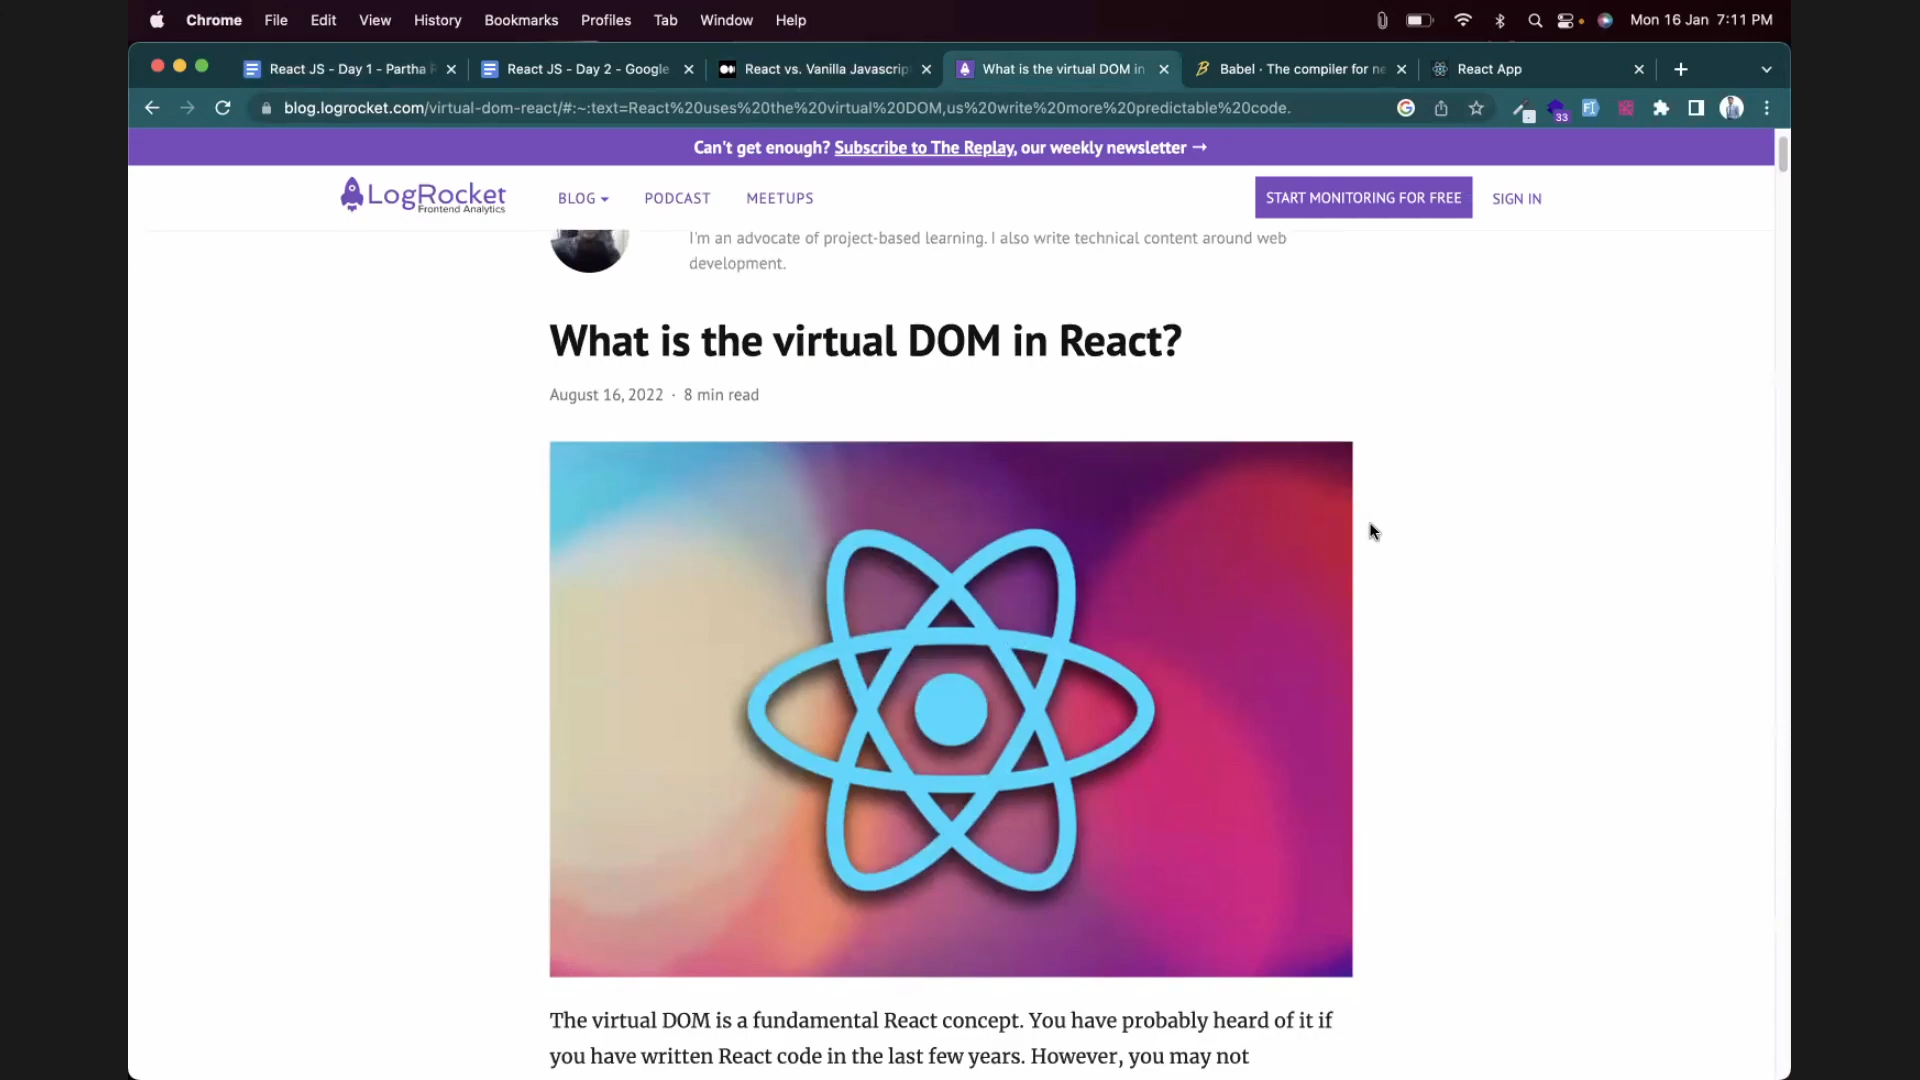 Chrome File Edit View History Bookmarks Profiles Tab Window Help Mon 16 Jan 7:11 PM
React JS - Day 1 - Partha React JS - Day 2 - Google React vs. Vanilla Javascrip What is the virtual DOM in Babel · The compiler for ne React App
blog.logrocket.com/virtual-dom-react/#:~:text=React%20uses%20the%20virtual%20DOM,us%20write%20more%20predictable%20code.
33
Can't get enough? Subscribe to The Replay, our weekly newsletter →
LogRocket
Frontend Analytics
BLOG PODCAST MEETUPS START MONITORING FOR FREE SIGN IN
I'm an advocate of project-based learning. I also write technical content around web
development.
What is the virtual DOM in React?
August 16, 2022 · 8 min read
The virtual DOM is a fundamental React concept. You have probably heard of it if
you have written React code in the last few years. However, you may not